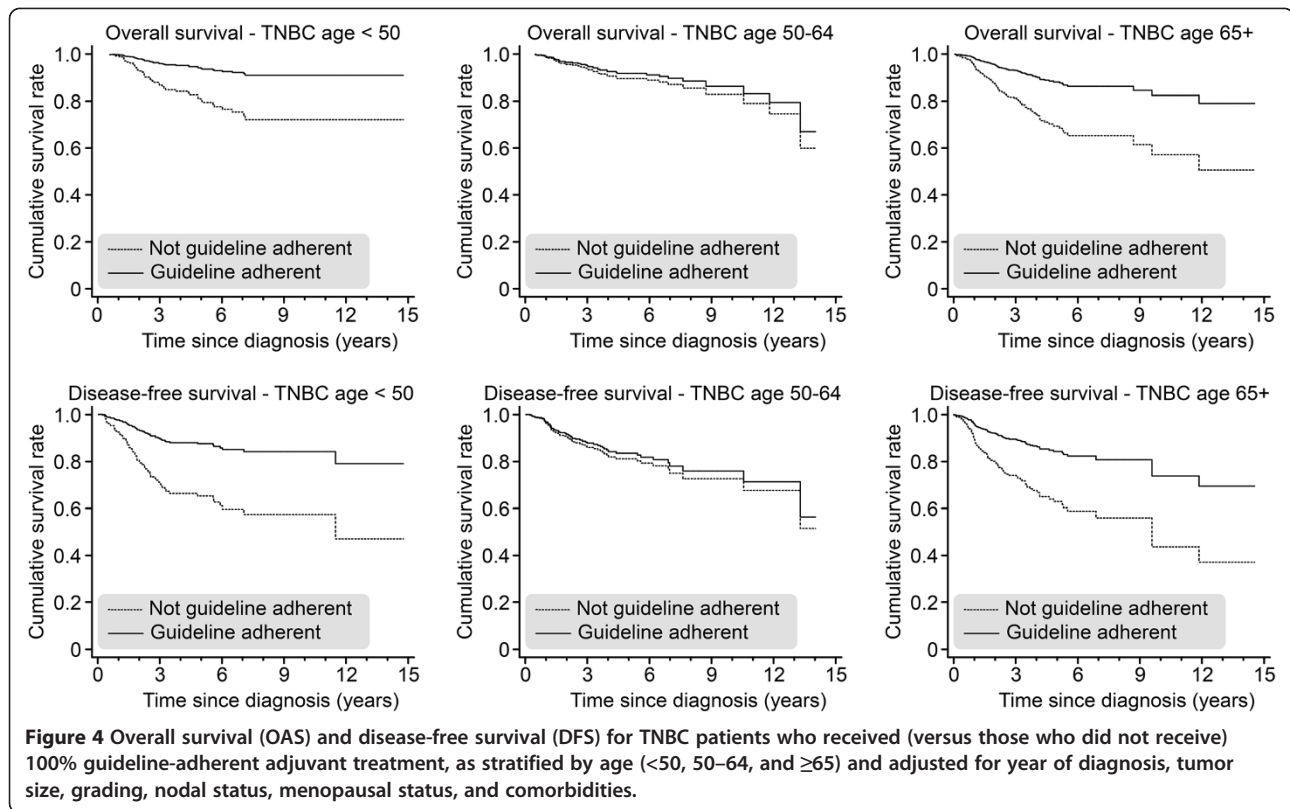 Overall survival - TNBC age < 50
Cumulative survival rate
1.0
0.8
0.6
0.4
0.2
0
Not guideline adherent
Guideline adherent
0 3 6 9 12 15
Time since diagnosis (years)
Overall survival - TNBC age 50-64
Cumulative survival rate
1.0
0.8
0.6
0.4
0.2
0
Not guideline adherent
Guideline adherent
0 3 6 9 12 15
Time since diagnosis (years)
Overall survival - TNBC age 65+
Cumulative survival rate
1.0
0.8
0.6
0.4
0.2
0
Not guideline adherent
Guideline adherent
0 3 6 9 12 15
Time since diagnosis (years)
Disease-free survival - TNBC age < 50
Cumulative survival rate
1.0
0.8
0.6
0.4
0.2
0
Not guideline adherent
Guideline adherent
0 3 6 9 12 15
Time since diagnosis (years)
Disease-free survival - TNBC age 50-64
Cumulative survival rate
1.0
0.8
0.6
0.4
0.2
0
Not guideline adherent
Guideline adherent
0 3 6 9 12 15
Time since diagnosis (years)
Disease-free survival - TNBC age 65+
Cumulative survival rate
1.0
0.8
0.6
0.4
0.2
0
Not guideline adherent
Guideline adherent
0 3 6 9 12 15
Time since diagnosis (years)
Figure 4 Overall survival (OAS) and disease-free survival (DFS) for TNBC patients who received (versus those who did not receive)
100% guideline-adherent adjuvant treatment, as stratified by age (<50, 50–64, and ≥65) and adjusted for year of diagnosis, tumor
size, grading, nodal status, menopausal status, and comorbidities.